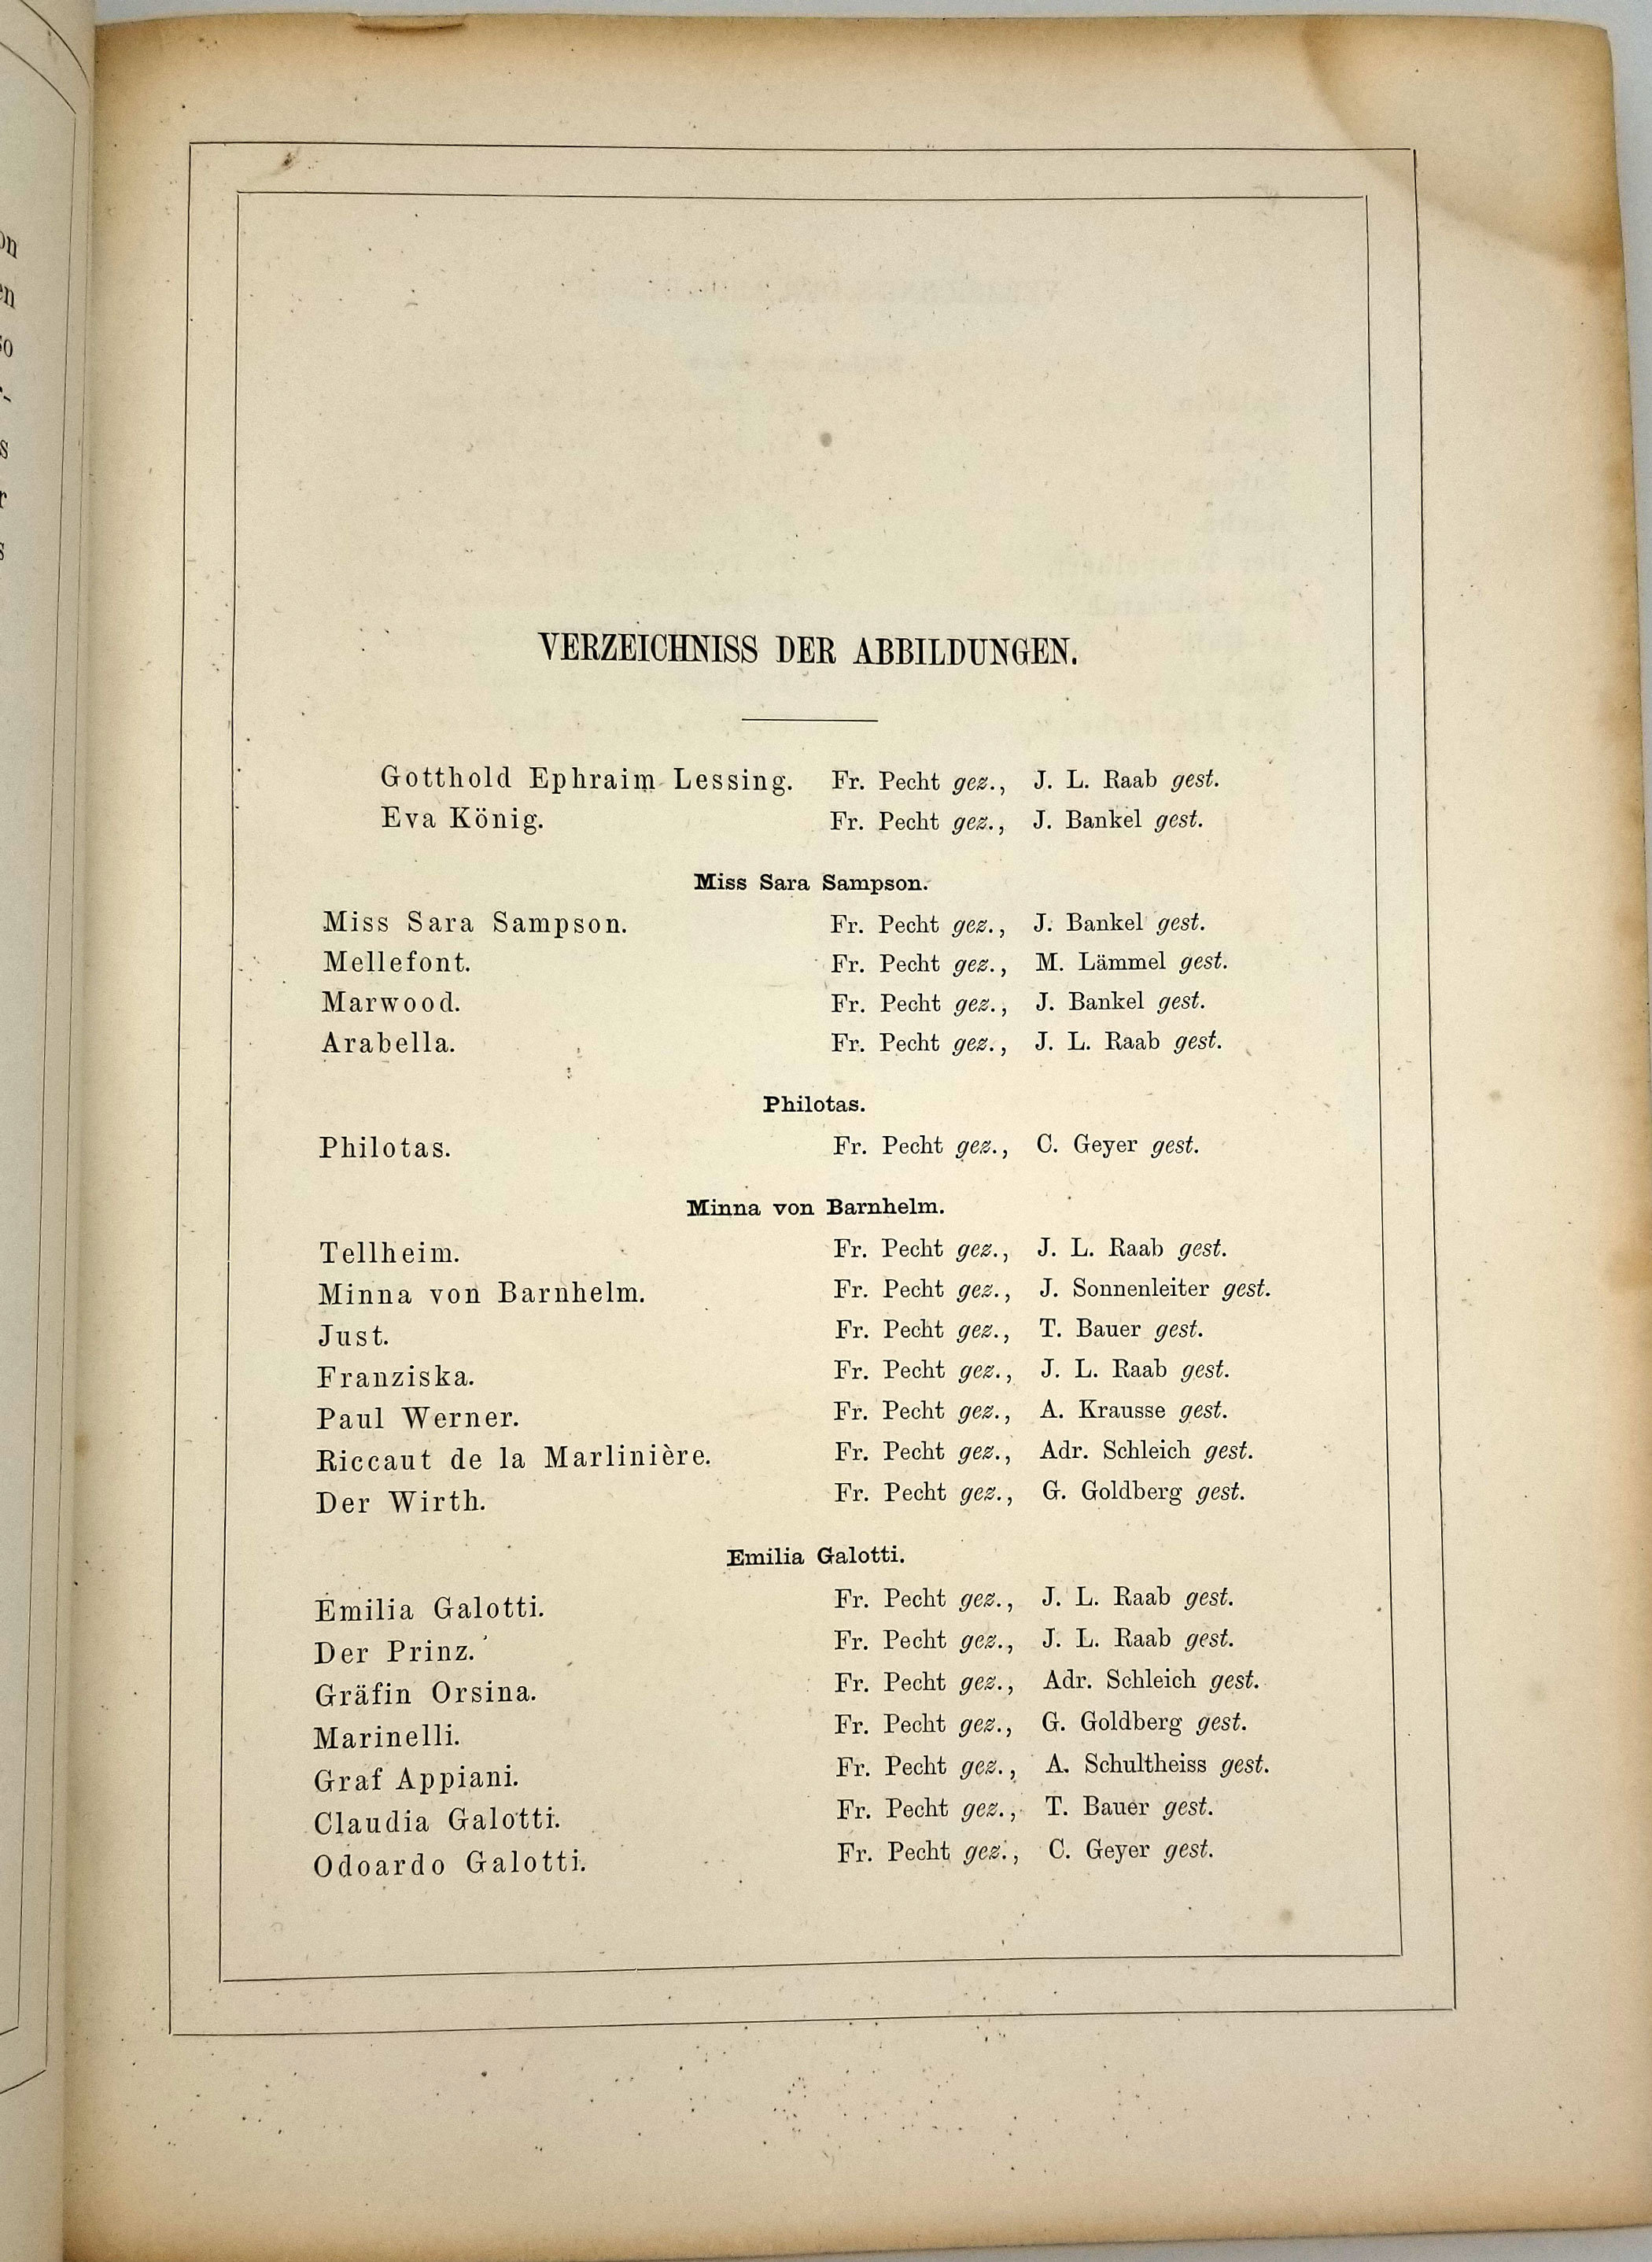 VERZEICHNISS DER ABBILDUNGEN.
Gotthold Ephraim Lessing. Fr. Pecht gez., J. L. Raab gest.
Eva König. Fr. Pecht gez., J. Bankel gest.
Miss Sara Sampson.
Miss Sara Sampson. Fr. Pecht gez., J. Bankel gest.
Mellefont. Fr. Pecht gez., M. Lämmel gest.
Marwood. Fr. Pecht gez., J. Bankel gest.
Arabella. Fr. Pecht gez., J. L. Raab gest.
Philotas.
Philotas. Fr. Pecht gez., C. Geyer gest.
Minna von Barnhelm.
Tellheim. Fr. Pecht gez., J. L. Raab gest.
Minna von Barnhelm. Fr. Pecht gez., J. Sonnenleiter gest.
Just. Fr. Pecht gez., T. Bauer gest.
Franziska. Fr. Pecht gez., J. L. Raab gest.
Paul Werner. Fr. Pecht gez., A. Krausse gest.
Riccaut de la Marlinière. Fr. Pecht gez., Adr. Schleich gest.
Der Wirth. Fr. Pecht gez., G. Goldberg gest.
Emilia Galotti.
Emilia Galotti. Fr. Pecht gez., J. L. Raab gest.
Der Prinz. Fr. Pecht gez., J. L. Raab gest.
Gräfin Orsina. Fr. Pecht gez., Adr. Schleich gest.
Marinelli. Fr. Pecht gez., G. Goldberg gest.
Graf Appiani. Fr. Pecht gez., A. Schultheiss gest.
Claudia Galotti. Fr. Pecht gez., T. Bauer gest.
Odoardo Galotti. Fr. Pecht gez., C. Geyer gest.